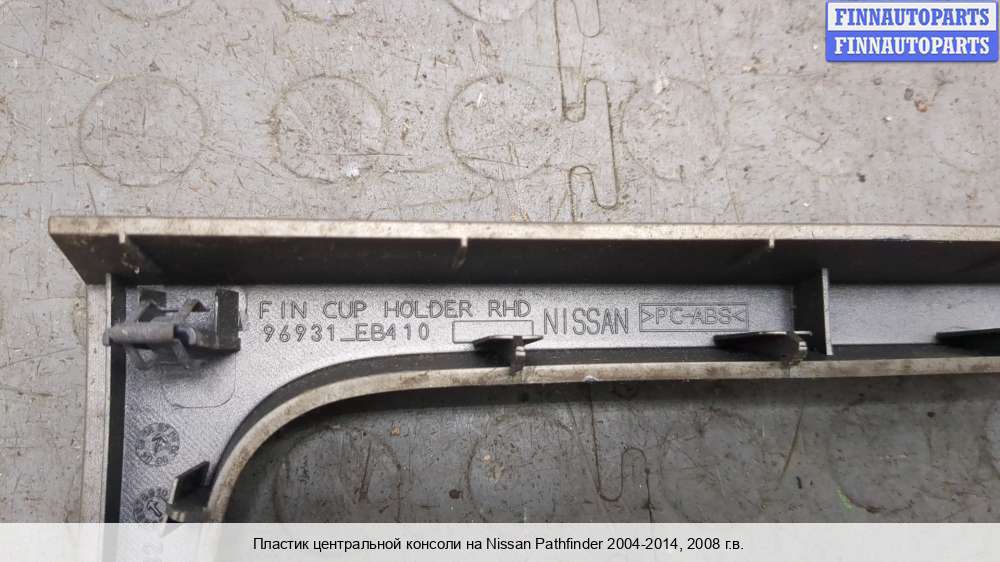 FINNAUTOPARTS
FINNAUTOPARTS
FIN CUP HOLDER RHD
96931_EB410
NISSAN
>PC-ABS<
Пластик центральной консоли на Nissan Pathfinder 2004-2014, 2008 г.в.